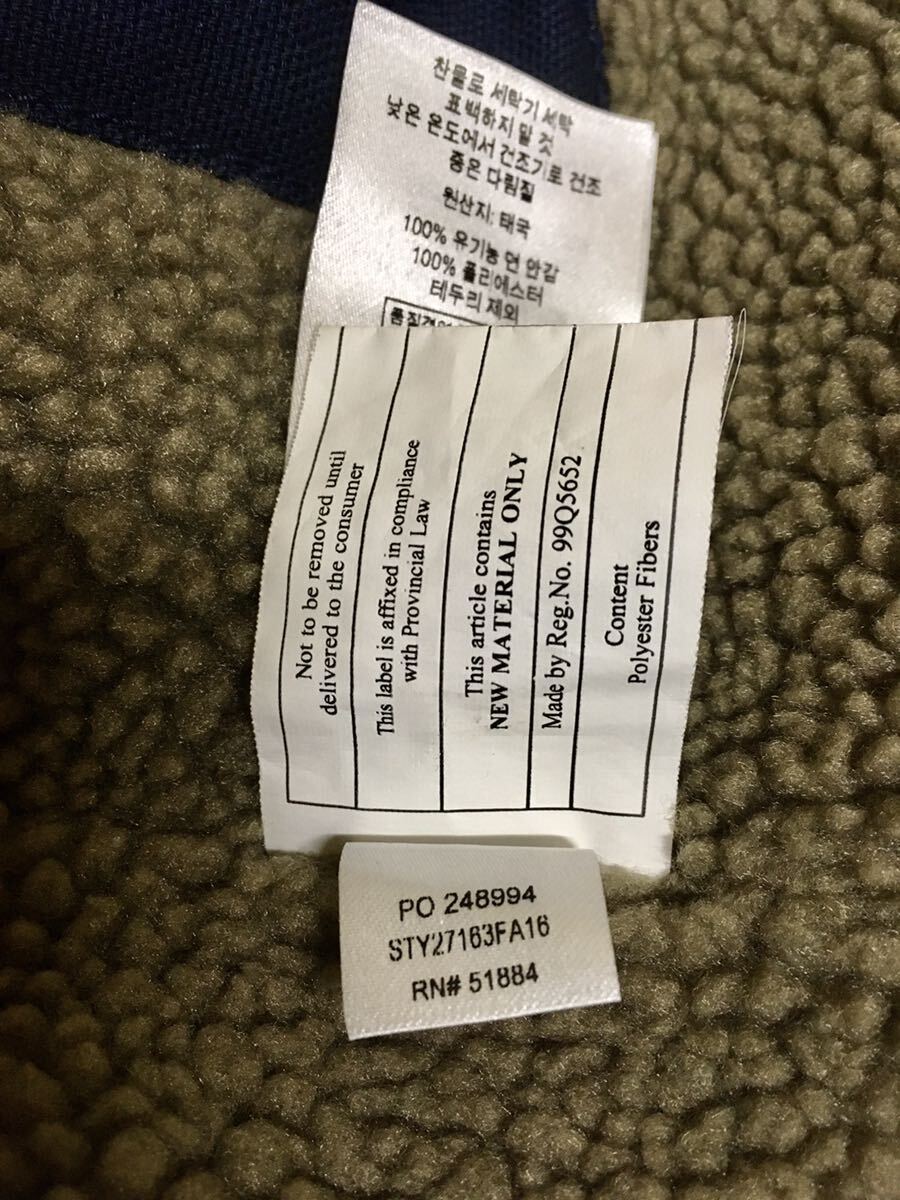 찬물로 세탁기 세탁
표백하지 말 것
낮은 온도에서 건조기로 건조
중온 다림질
원산지: 태국
100% 유기농 면 안감
100% 폴리에스터
테두리 제외
Not to be removed until
delivered to the consumer
This label is affixed in compliance
with Provincial Law
This article contains
NEW MATERIAL ONLY
Made by Reg.No. 99Q5652
Content
Polyester Fibers
PO 248994
STY27163FA16
RN# 51884